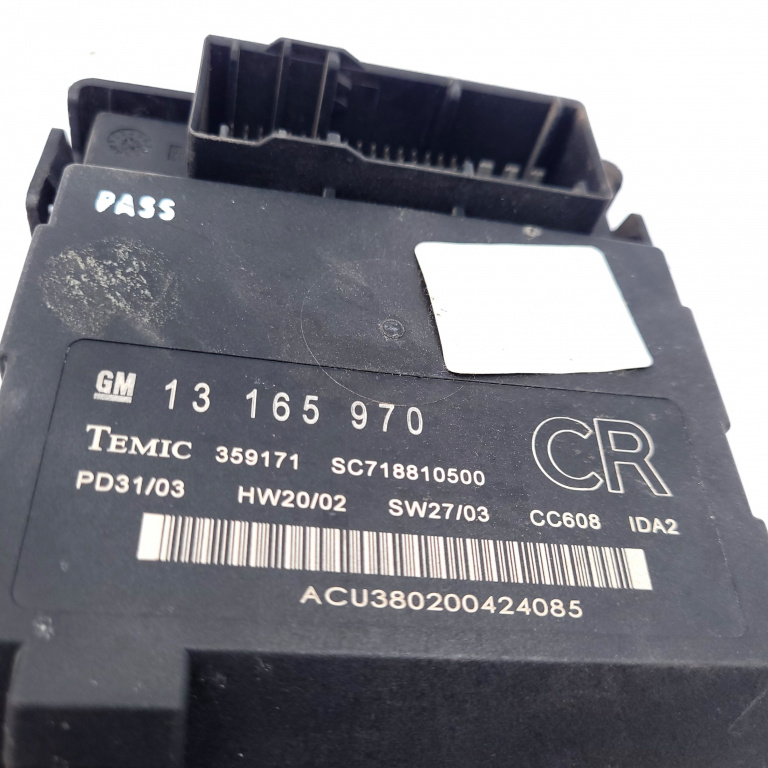 PASS
GM 13 165 970
CR
TEMIC 359171 SC718810500
PD31/03 HW20/02 SW27/03 CC608 IDA2
ACU380200424085